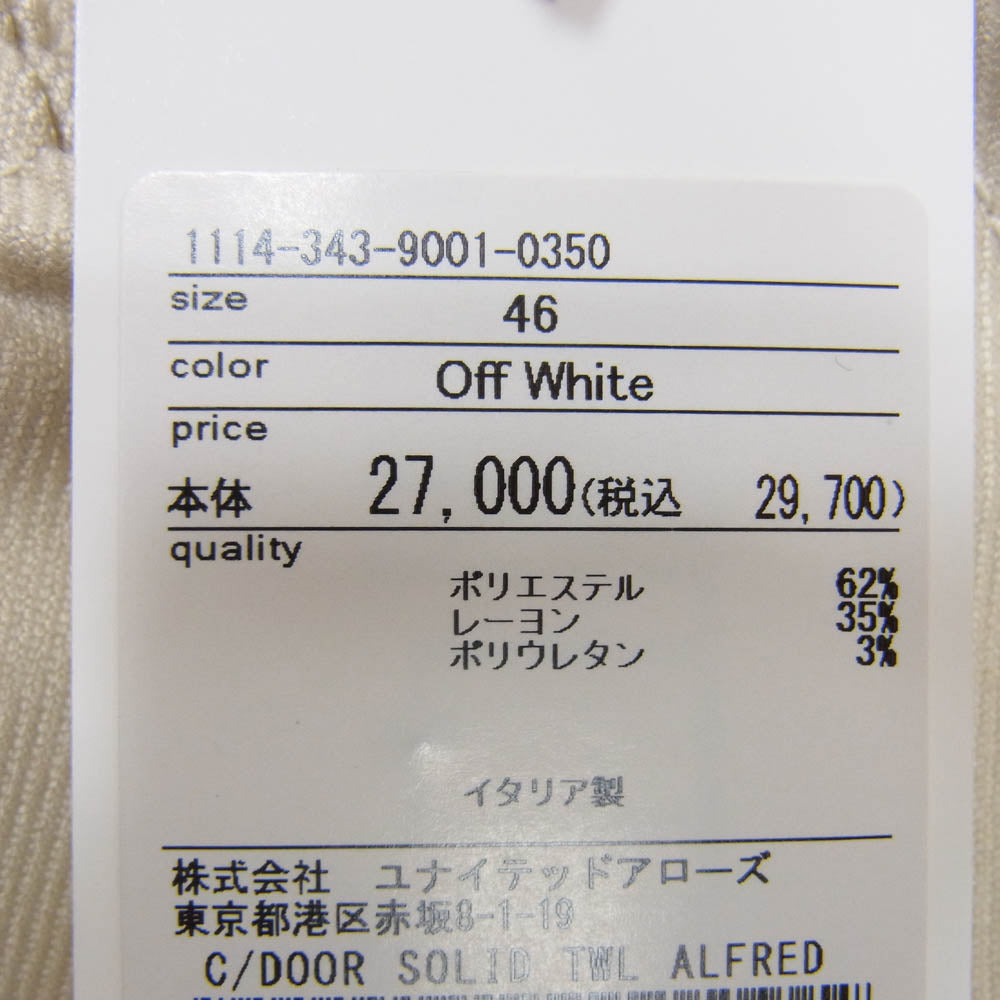 1114-343-9001-0350
size 46
color Off White
price
本体 27,000(税込 29,700)
quality
ポリエステル 62%
レーヨン 35%
ポリウレタン 3%
イタリア製
株式会社 ユナイテッドアローズ
東京都港区赤坂8-1-19
C/DOOR SOLID TWL ALFRED